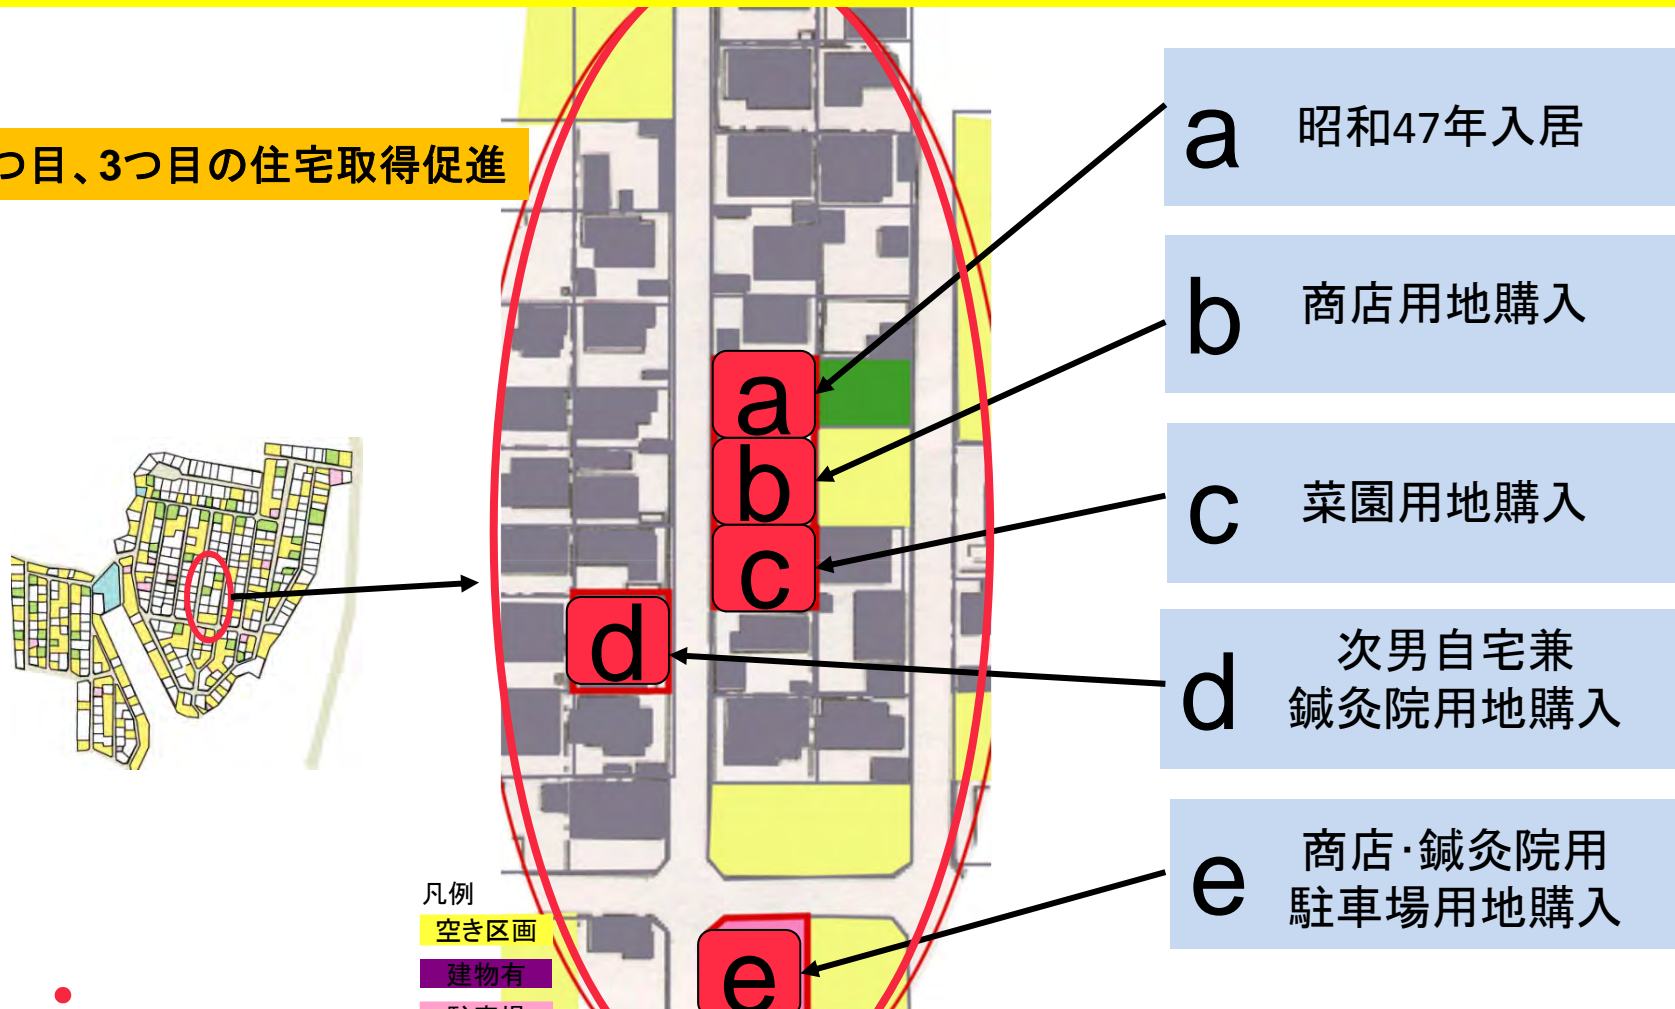 つ目、3つ目の住宅取得促進
a 昭和47年入居
b 商店用地購入
c 菜園用地購入
d 次男自宅兼
鍼灸院用地購入
e 商店・鍼灸院用
駐車場用地購入
a
b
c
d
e
凡例
空き区画
建物有
駐車場